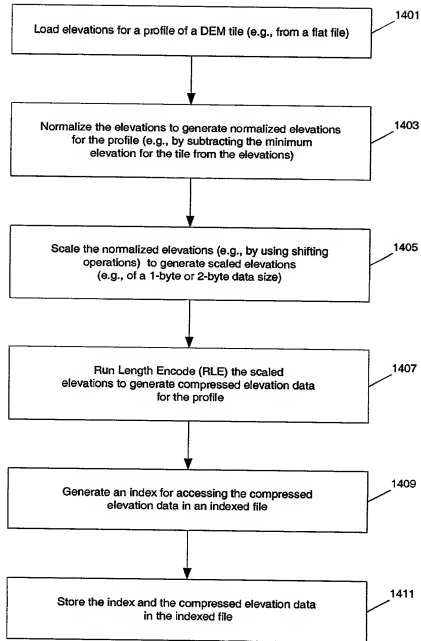 Load elevations for a profile of a DEM tile (e.g., from a flat file)
1401
Normalize the elevations to generate normalized elevations
for the profile (e.g., by subtracting the minimum
elevation for the tile from the elevations)
1403
Scale the normalized elevations (e.g., by using shifting
operations) to generate scaled elevations
(e.g., of a 1-byte or 2-byte data size)
1405
Run Length Encode (RLE) the scaled
elevations to generate compressed elevation data
for the profile
1407
Generate an index for accessing the compressed
elevation data in an indexed file
1409
Store the index and the compressed elevation data
in the indexed file
1411